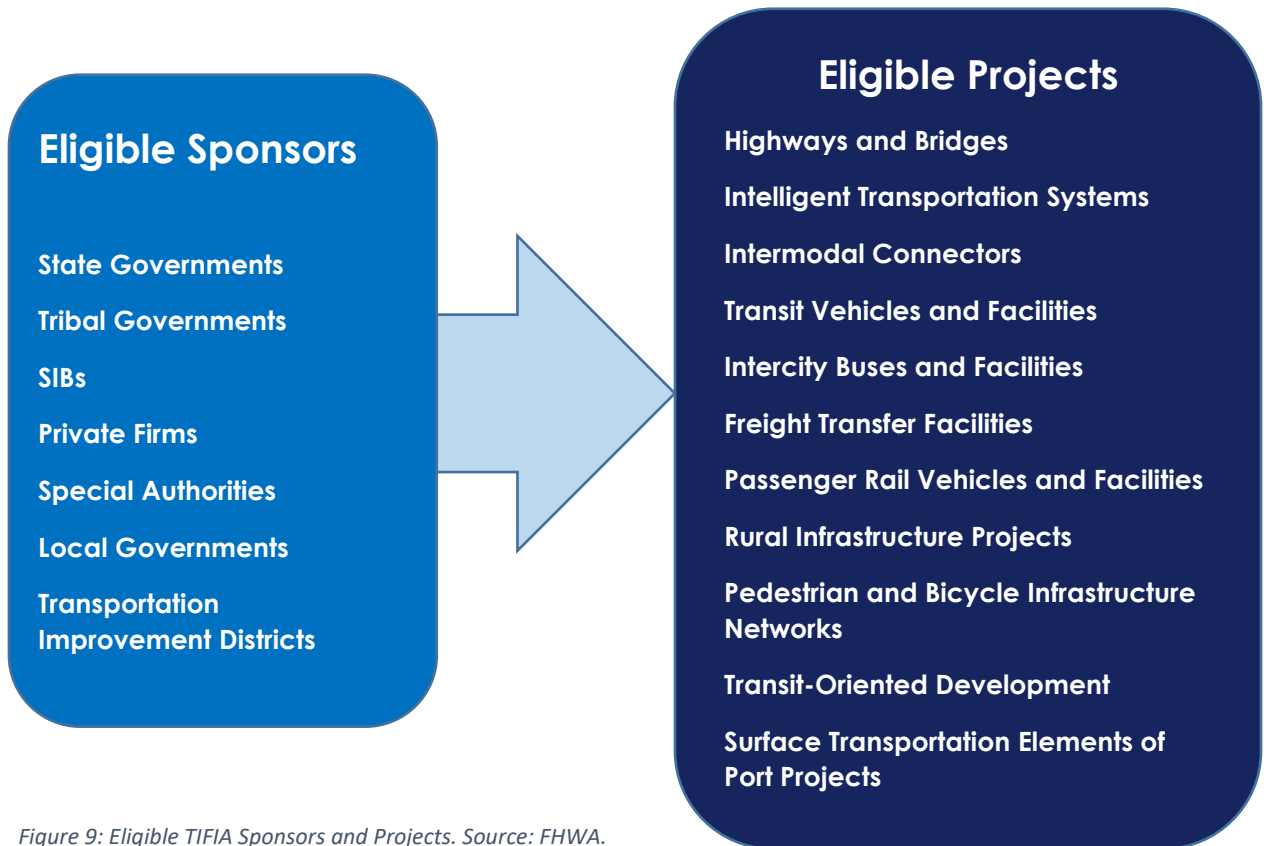 Eligible Sponsors
State Governments
Tribal Governments
SIBs
Private Firms
Special Authorities
Local Governments
Transportation
Improvement Districts
Eligible Projects
Highways and Bridges
Intelligent Transportation Systems
Intermodal Connectors
Transit Vehicles and Facilities
Intercity Buses and Facilities
Freight Transfer Facilities
Passenger Rail Vehicles and Facilities
Rural Infrastructure Projects
Pedestrian and Bicycle Infrastructure
Networks
Transit-Oriented Development
Surface Transportation Elements of
Port Projects
Figure 9: Eligible TIFIA Sponsors and Projects. Source: FHWA.